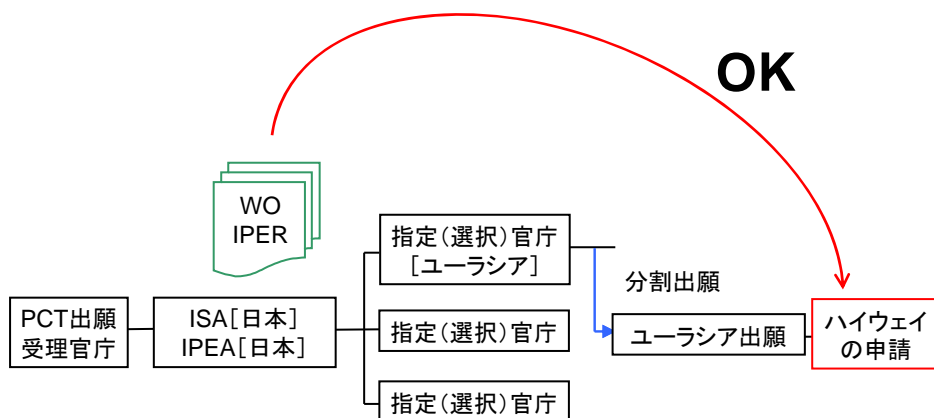 OK
WO
IPER
指定(選択)官庁
[ユーラシア]
分割出願
PCT出願
受理官庁
ISA[日本]
IPEA[日本]
指定(選択)官庁
ユーラシア出願
ハイウェイ
の申請
指定(選択)官庁